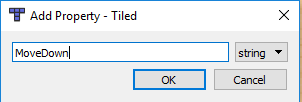 Add Property - Tiled
MoveDown string
OK Cancel